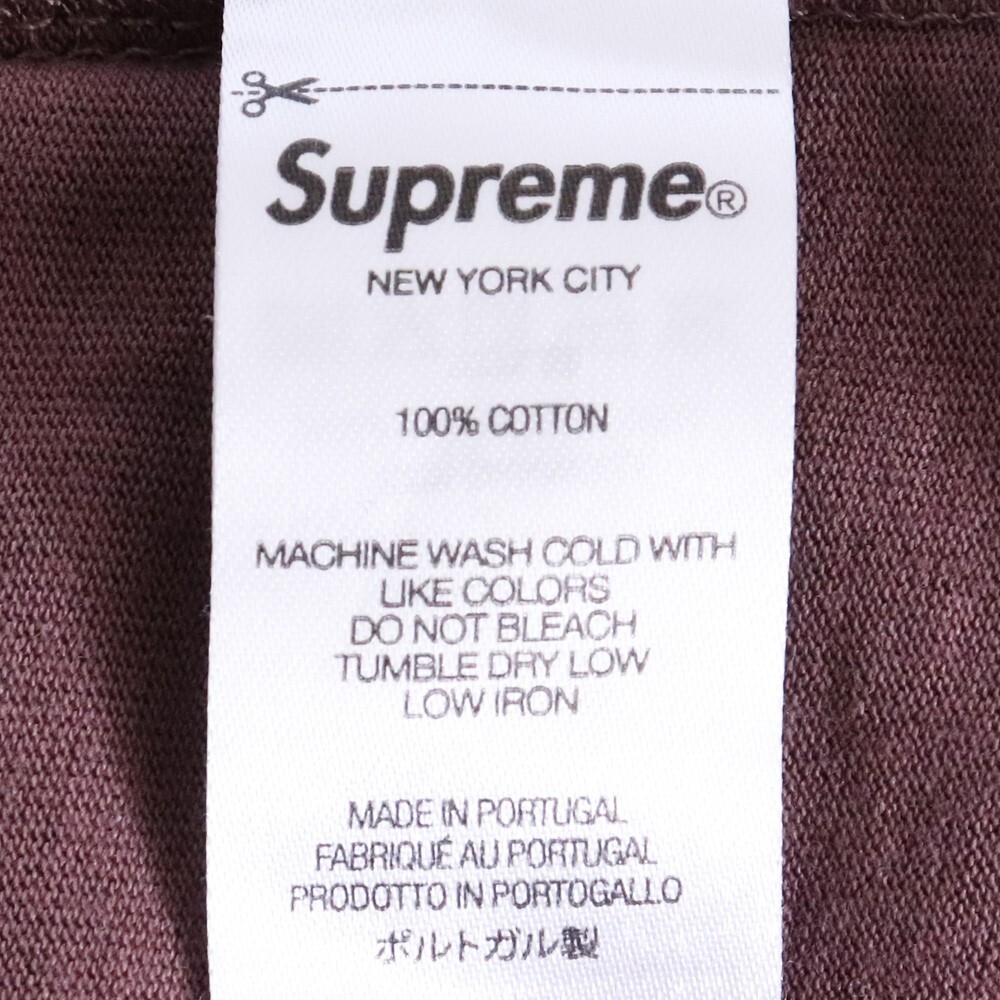 Supreme®
NEW YORK CITY
100% COTTON
MACHINE WASH COLD WITH
LIKE COLORS
DO NOT BLEACH
TUMBLE DRY LOW
LOW IRON
MADE IN PORTUGAL
FABRIQUÉ AU PORTUGAL
PRODOTTO IN PORTOGALLO
ポルトガル製